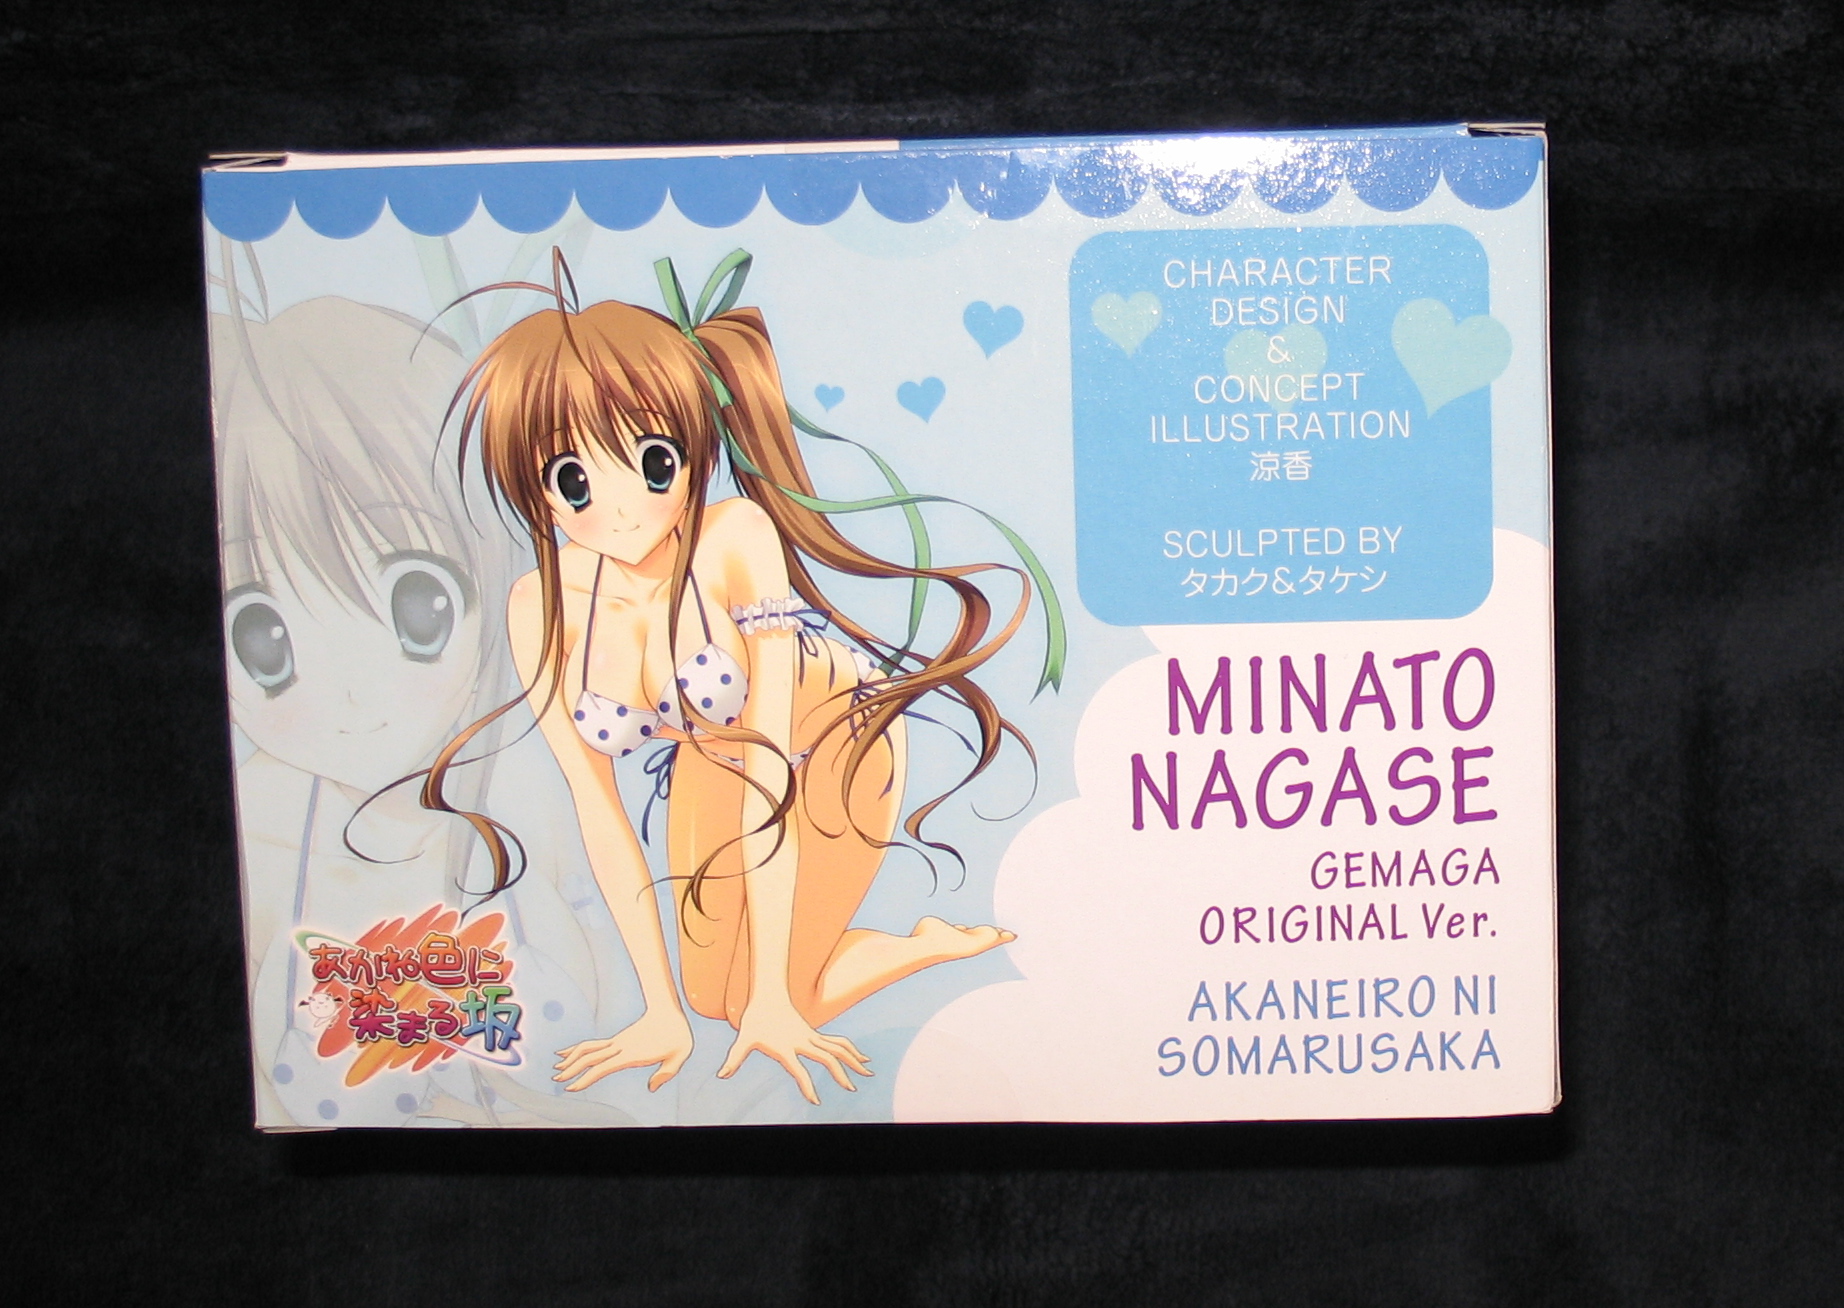 CHARACTER
DESIGN
&
CONCEPT
ILLUSTRATION
涼香
SCULPTED BY
タカク&タケシ
MINATO
NAGASE
GEMAGA
ORIGINAL Ver.
AKANEIRO NI
SOMARUSAKA
あかね色に
染まる坂